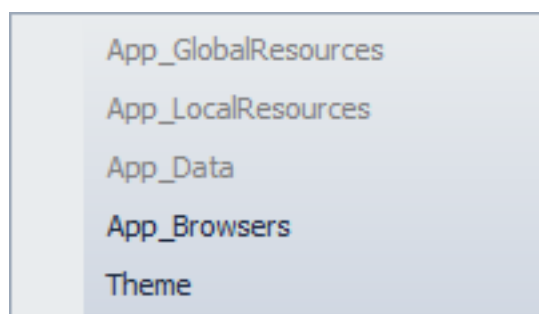 App_GlobalResources
App_LocalResources
App_Data
App_Browsers
Theme